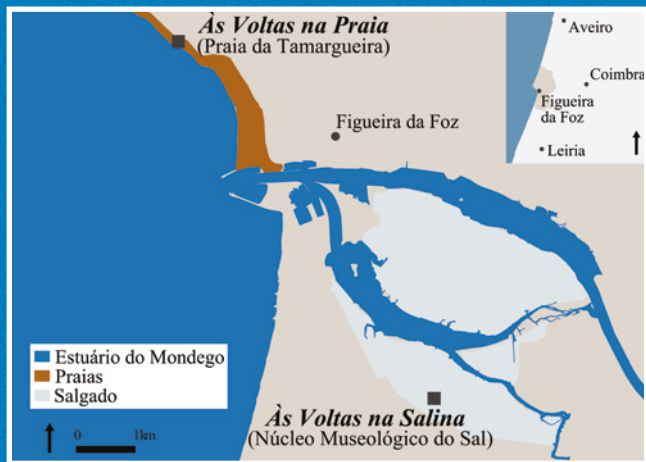 Às Voltas na Praia
(Praia da Tamargueira)
Aveiro
Coimbra
Figueira
da Foz
Leiria
Figueira da Foz
Estuário do Mondego
Praias
Salgado
0 1km
Às Voltas na Salina
(Núcleo Museológico do Sal)